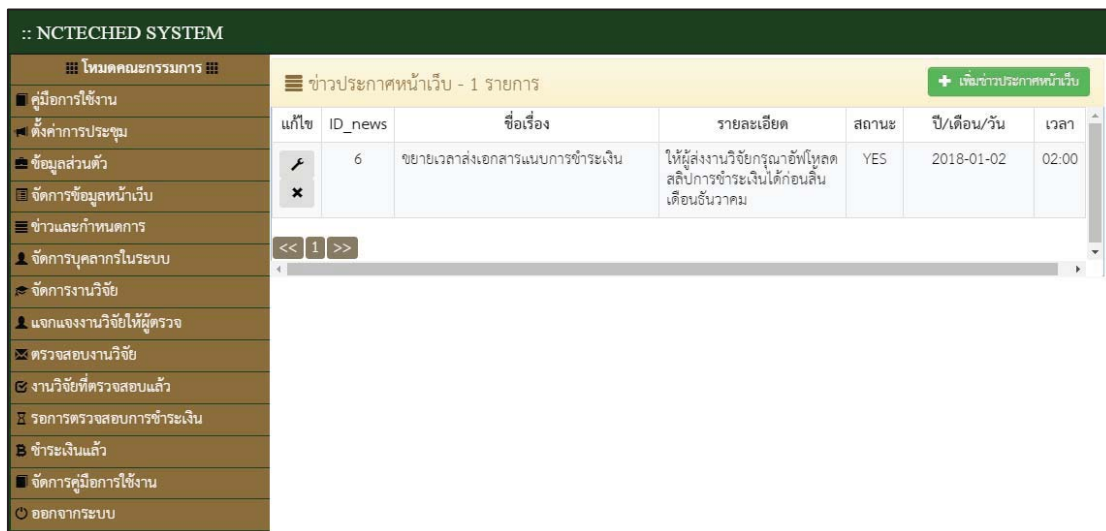 :: NCTECHED SYSTEM
โหมดคณะกรรมการ
คู่มือการใช้งาน
ตั้งค่าการประชุม
ข้อมูลส่วนตัว
จัดการข้อมูลหน้าเว็บ
ข่าวและกำหนดการ
จัดการบุคลากรในระบบ
จัดการงานวิจัย
แจกแจงงานวิจัยให้ผู้ตรวจ
ตรวจสอบงานวิจัย
งานวิจัยที่ตรวจสอบแล้ว
รอการตรวจสอบการชำระเงิน
ชำระเงินแล้ว
จัดการคู่มือการใช้งาน
ออกจากระบบ
ข่าวประกาศหน้าเว็บ - 1 รายการ
เพิ่มข่าวประกาศหน้าเว็บ
แก้ไข ID_news ชื่อเรื่อง รายละเอียด สถานะ ปี/เดือน/วัน เวลา
6 ขยายเวลาส่งเอกสารแนบการชำระเงิน ให้ผู้ส่งงานวิจัยกรุณาอัพโหลด YES 2018-01-02 02:00
สลิปการชำระเงินได้ก่อนสิ้น
เดือนธันวาคม
<< 1 >>